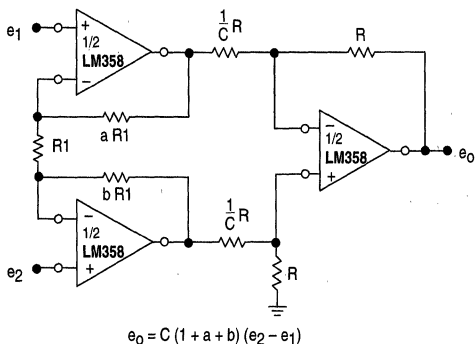 e1
+
1/2
LM358
−
1/C R
R
a R1
R1
b R1
−
1/2
LM358
+
eo
−
1/2
LM358
+
e2
1/C R
R
eo = C (1 + a + b) (e2 – e1)